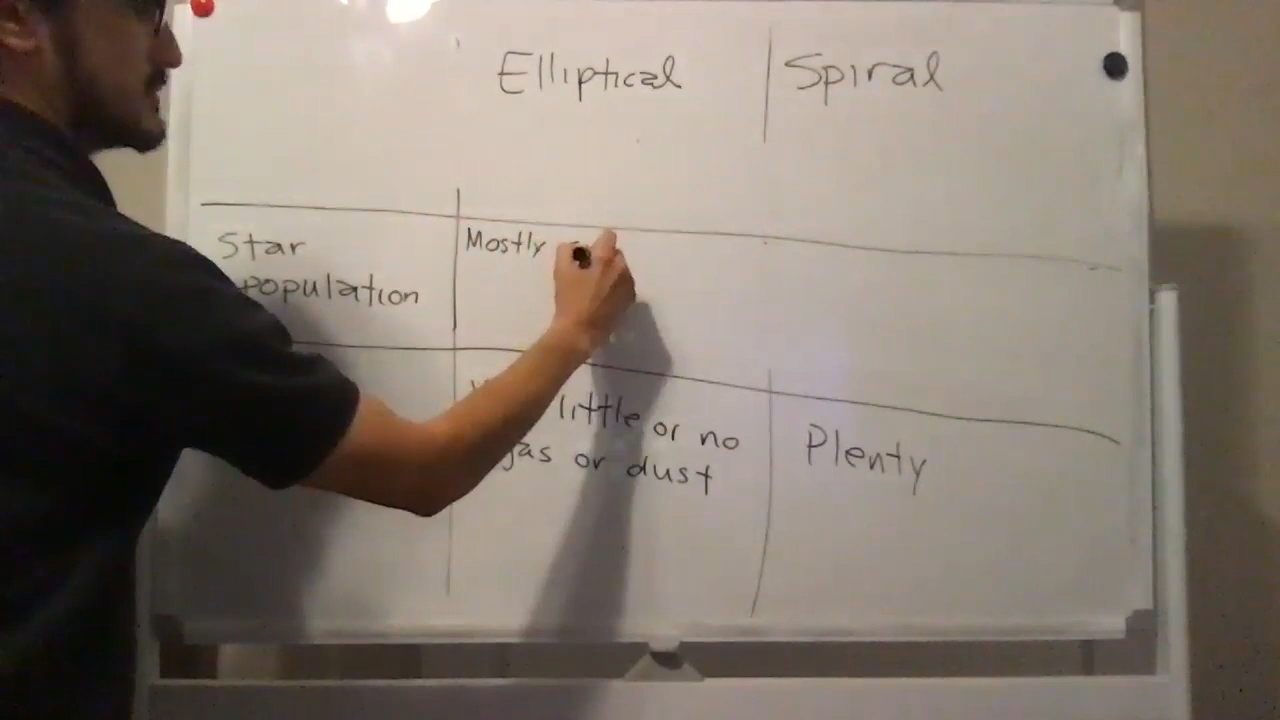 Elliptical Spiral
Star Mostly
population
little or no Plenty
gas or dust